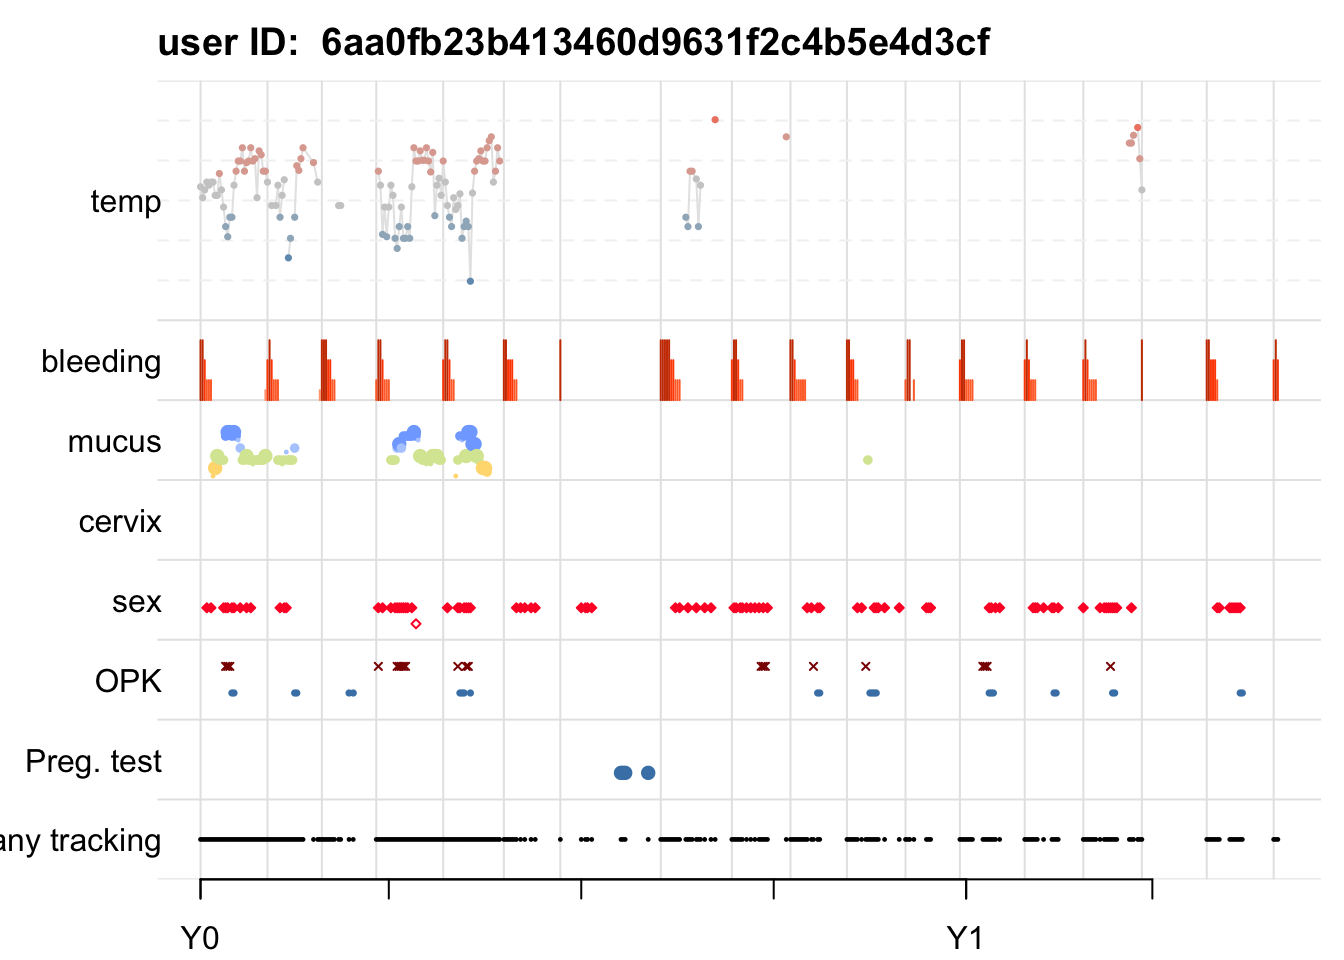 user ID:  6aa0fb23b413460d9631f2c4b5e4d3cf
temp
bleeding
mucus
cervix
sex
OPK
Preg. test
any tracking
Y0 Y1